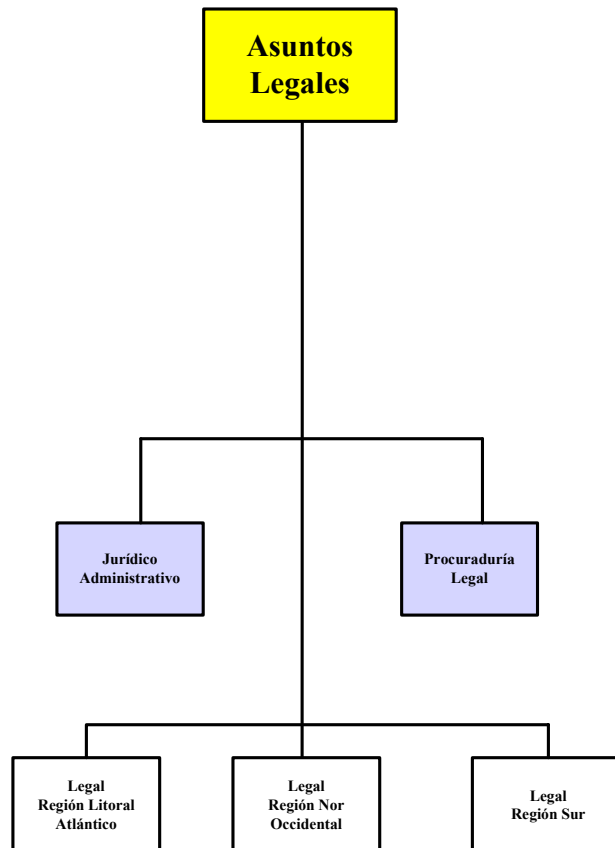 Asuntos
Legales
Jurídico
Administrativo
Procuraduría
Legal
Legal
Región Litoral
Atlántico
Legal
Región Nor
Occidental
Legal
Región Sur